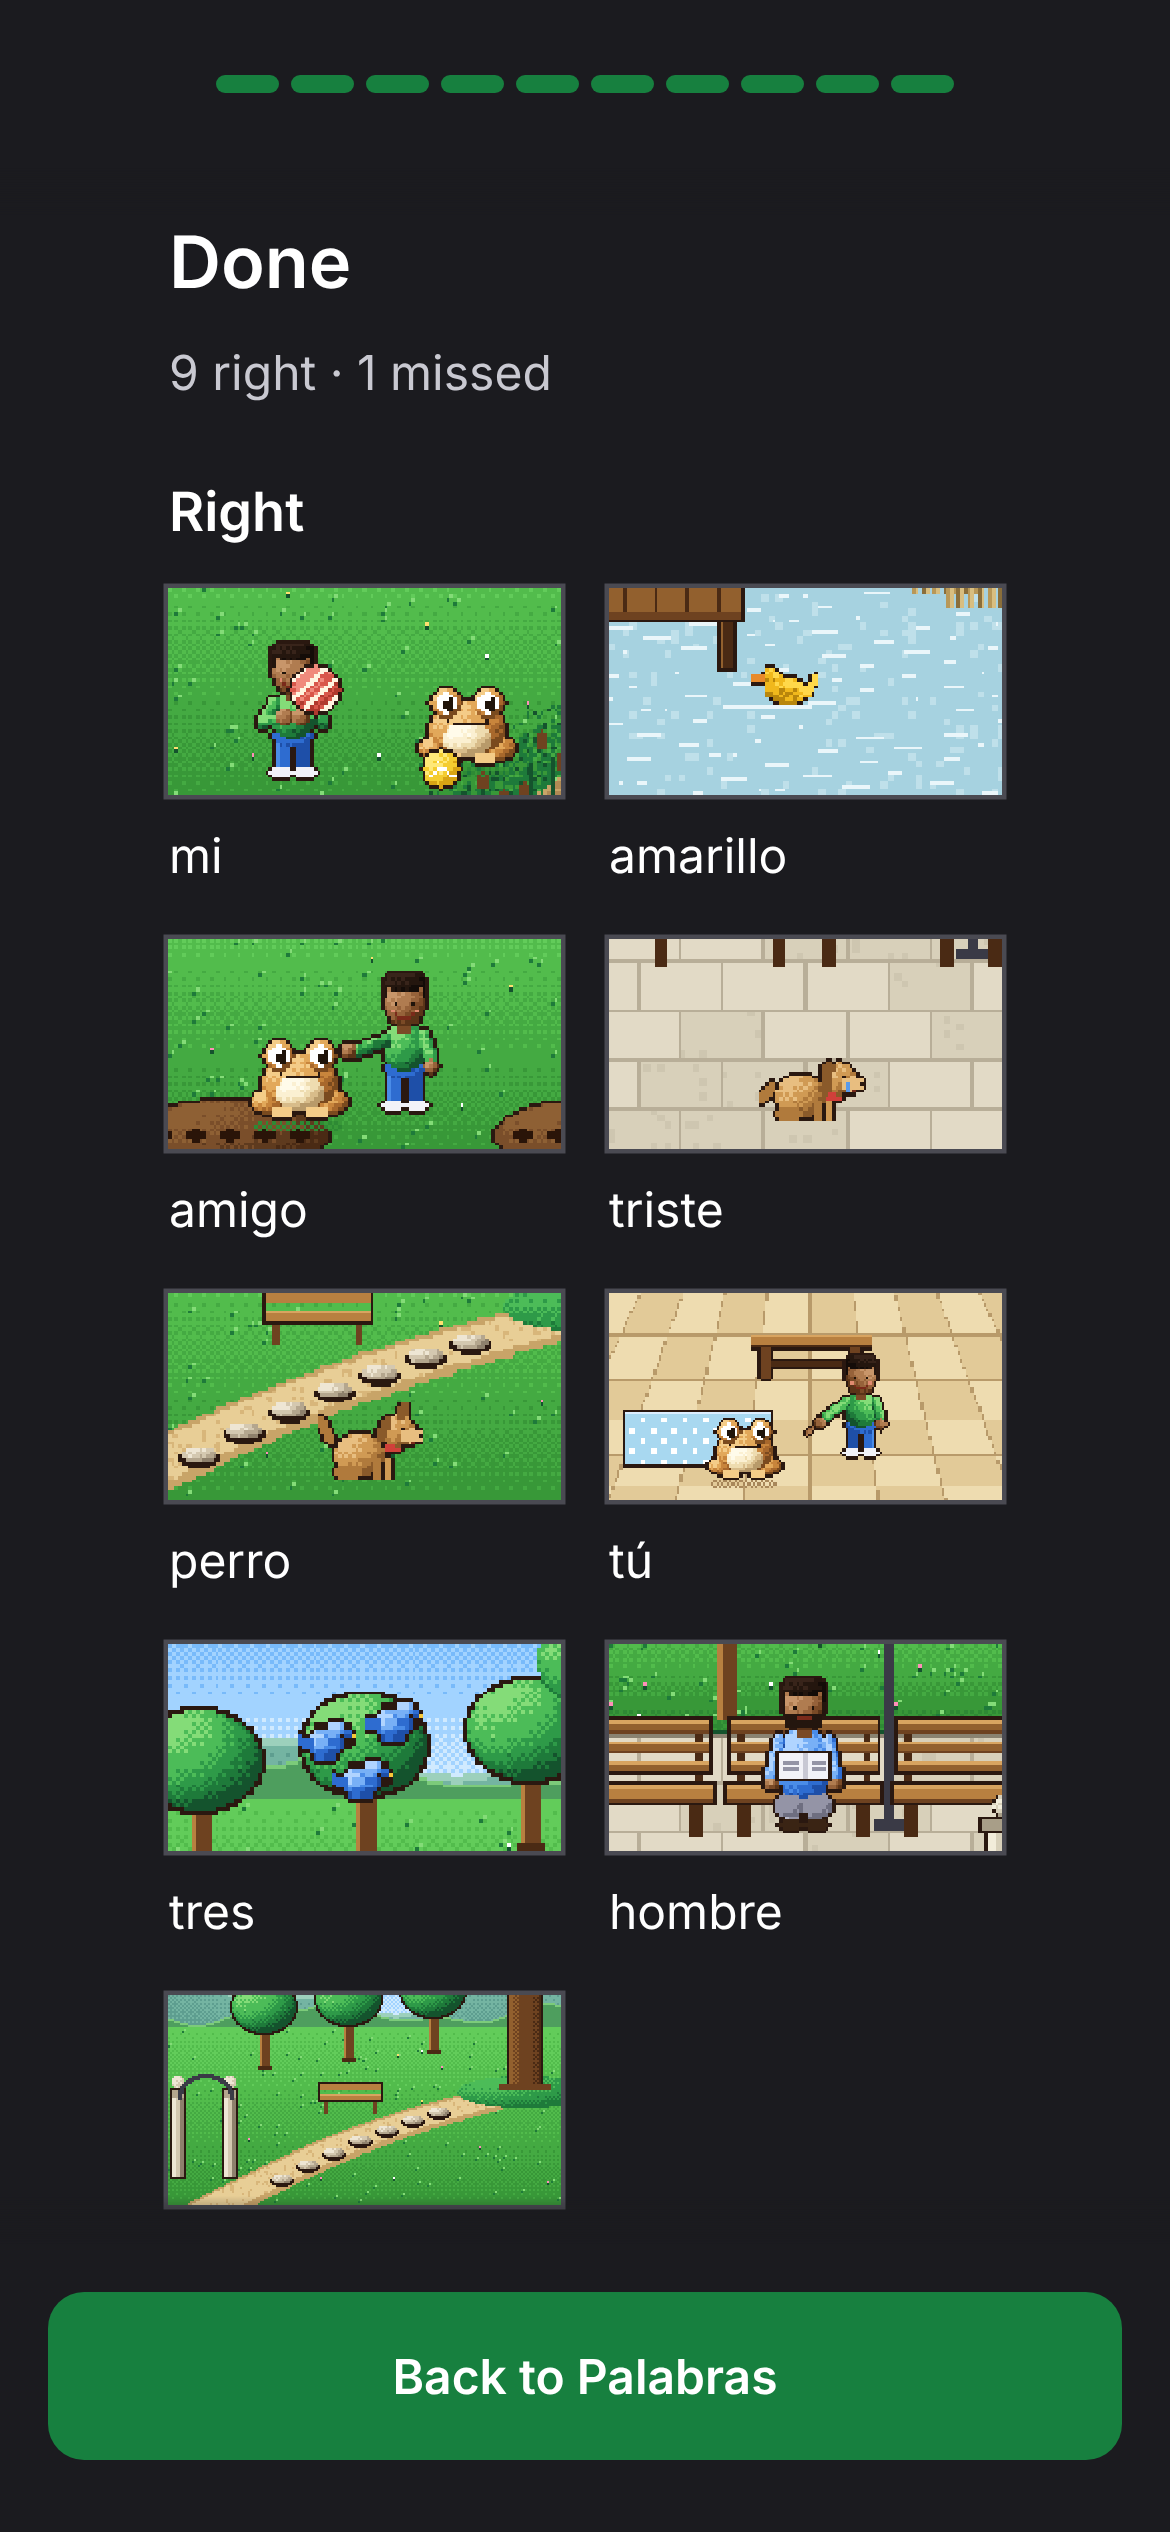 Done
9 right · 1 missed
Right
mi
amarillo
amigo
triste
perro
tú
tres
hombre
Back to Palabras